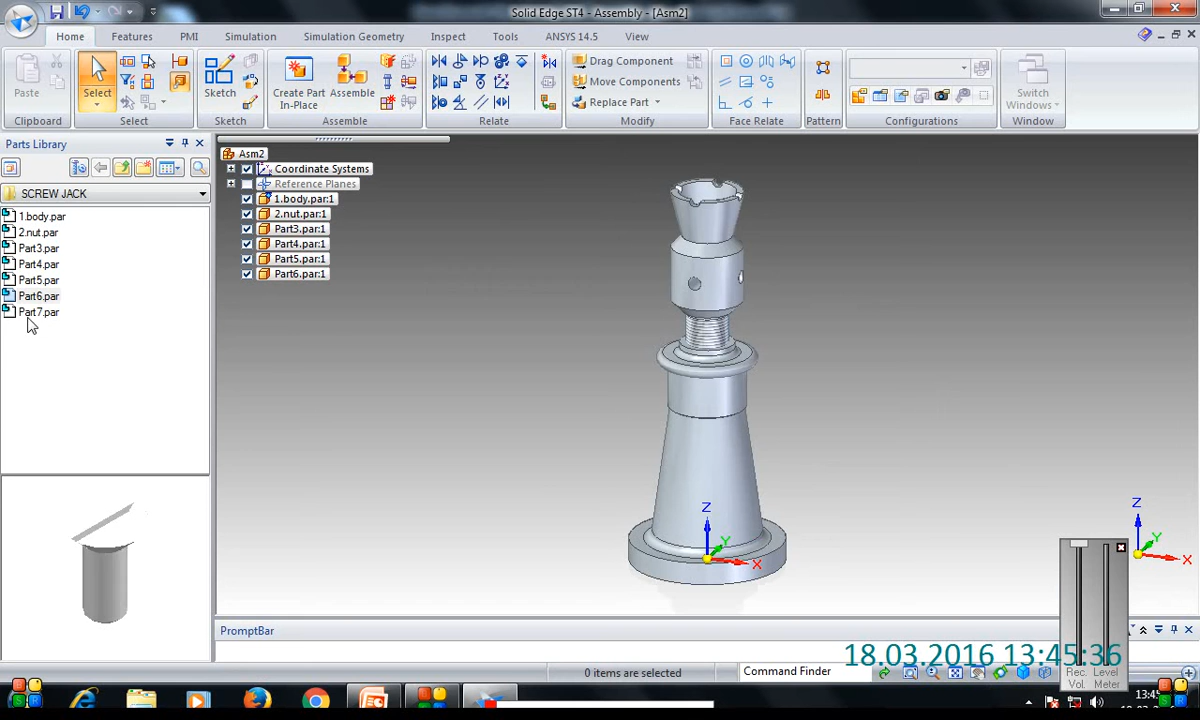 Solid Edge ST4 - Assembly - [Asm2]
Home Features PMI Simulation Simulation Geometry Inspect Sketch Tools ANSYS 14.5 View
Paste
Select
Sketch
Create Part In-Place
Assemble
Drag Component
Move Components
Replace Part
Switch Windows
Clipboard Select Sketch Assemble Relate Modify Face Relate Pattern Configurations Window
Parts Library
SCREW JACK
1.body.par
2.nut.par
Part3.par
Part4.par
Part5.par
Part6.par
Part7.par
Asm2
Coordinate Systems
Reference Planes
1.body.par:1
2.nut.par:1
Part3.par:1
Part4.par:1
Part5.par:1
Part6.par:1
Z
Y
X
Z
Y
X
PromptBar
18.03.2016 13:45:36
0 items are selected
Command Finder
Rec. Vol.
Level Meter